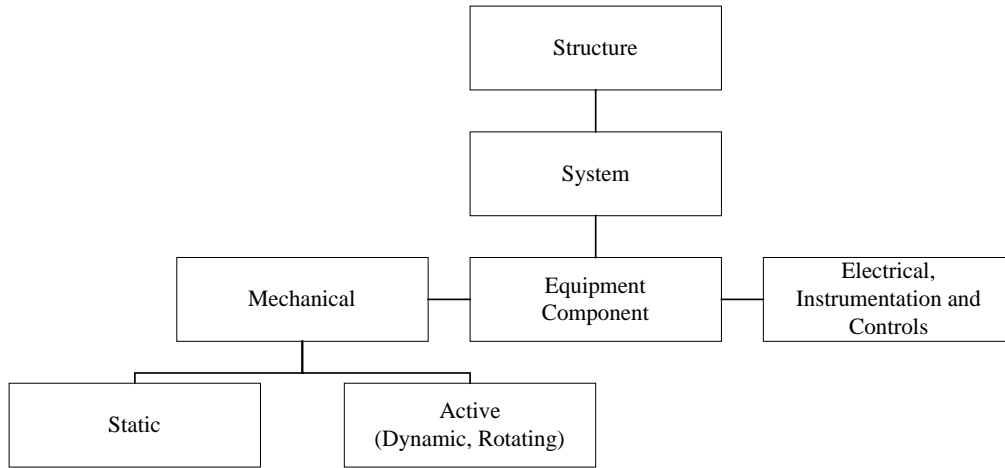 Structure
System
Mechanical
Equipment
Component
Electrical,
Instrumentation and
Controls
Static
Active
(Dynamic, Rotating)